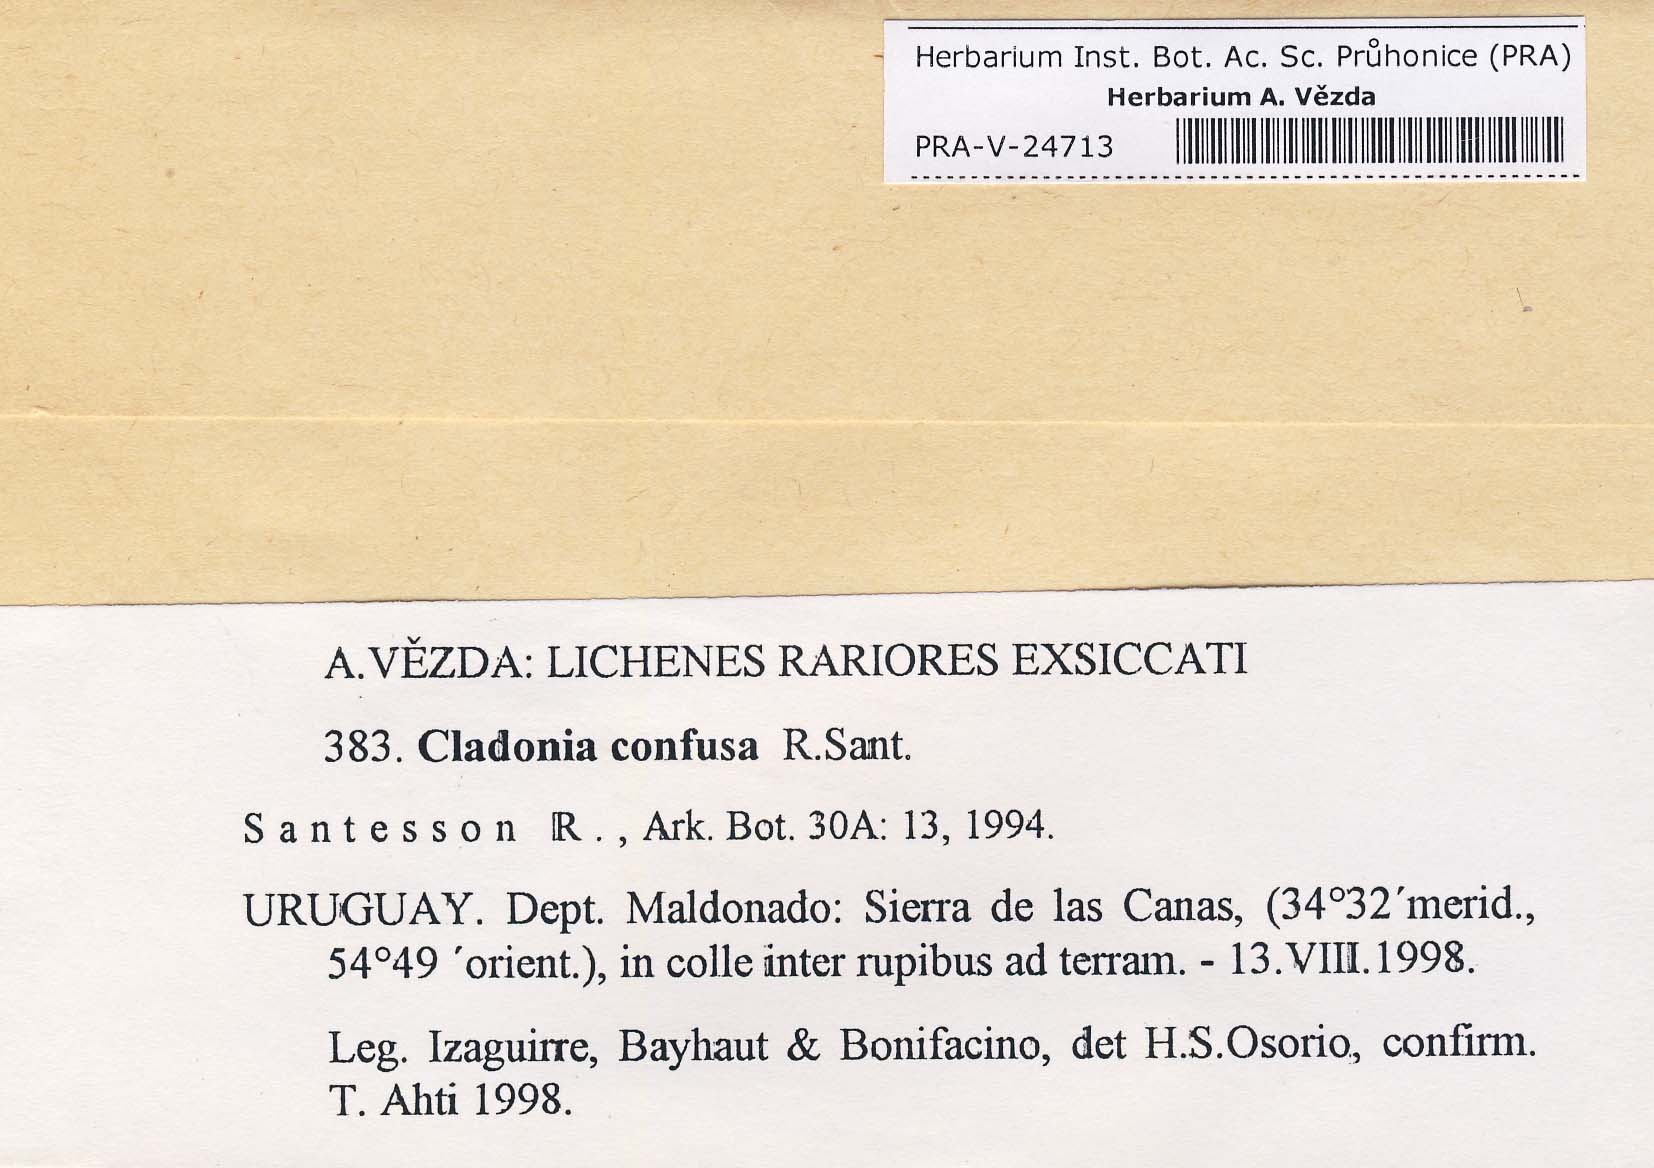 Herbarium Inst. Bot. Ac. Sc. Průhonice (PRA)
Herbarium A. Vězda
PRA-V-24713
A.VĚZDA: LICHENES RARIORES EXSICCATI
383. Cladonia confusa R.Sant.
Santesson R., Ark. Bot. 30A: 13, 1994.
URUGUAY. Dept. Maldonado: Sierra de las Canas, (34°32´merid.,
54°49 ´orient.), in colle inter rupibus ad terram. - 13.VIII.1998.
Leg. Izaguirre, Bayhaut & Bonifacino, det H.S.Osorio, confirm.
T. Ahti 1998.